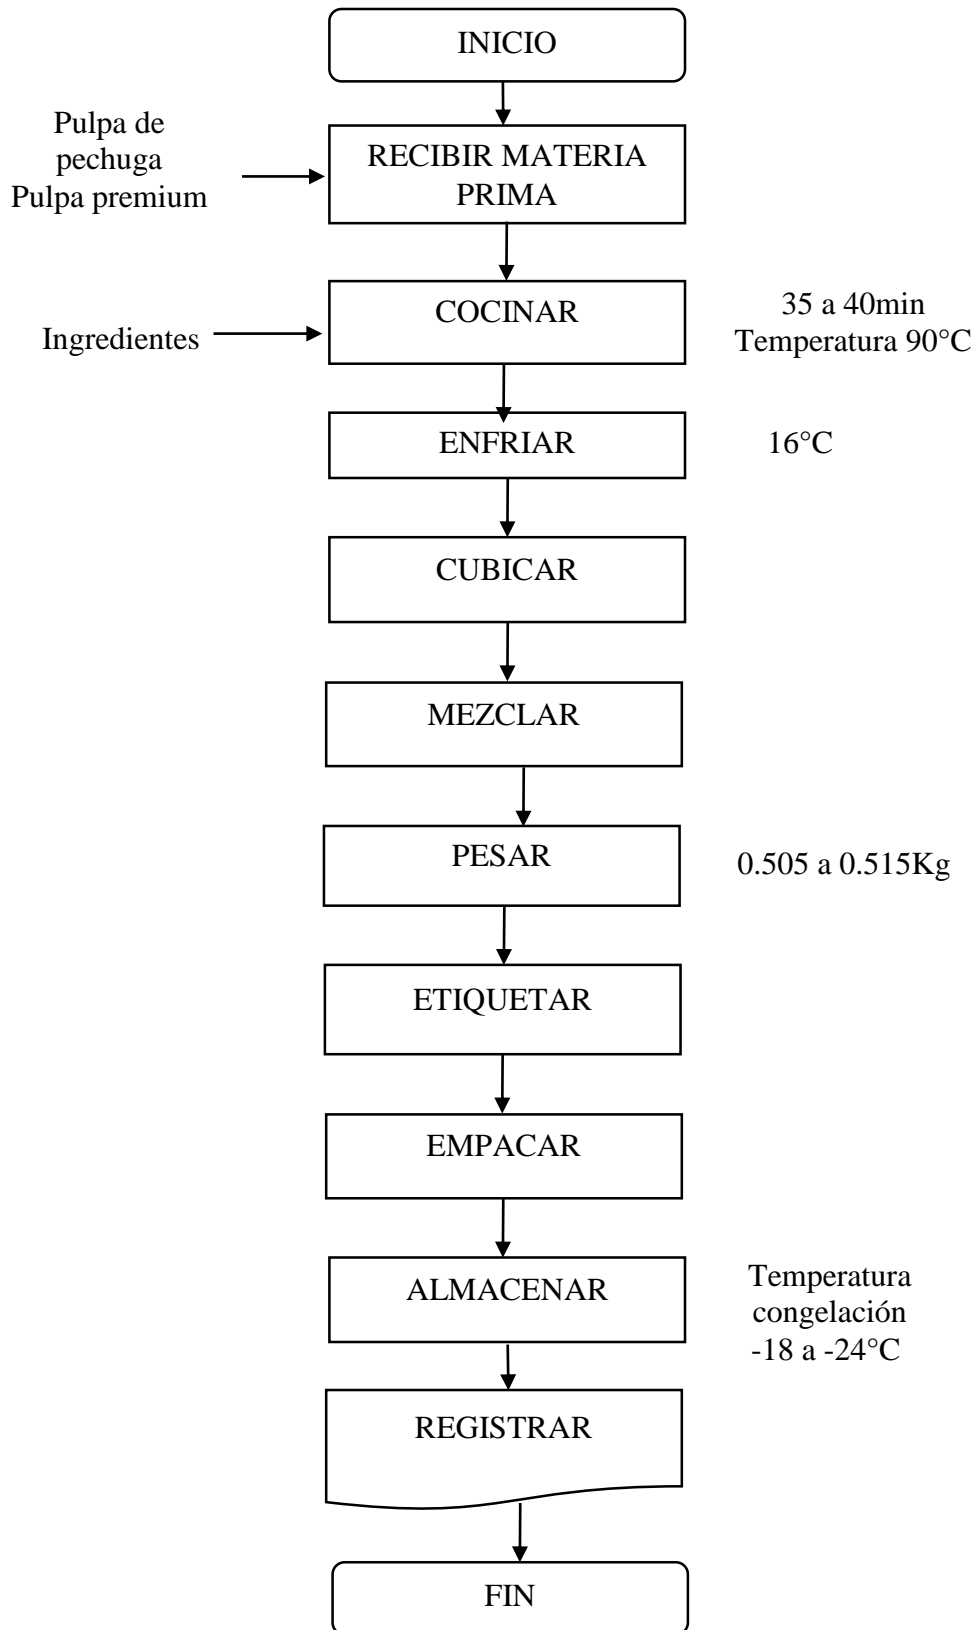 INICIO
Pulpa de
pechuga
Pulpa premium
RECIBIR MATERIA
PRIMA
Ingredientes
COCINAR
35 a 40min
Temperatura 90°C
ENFRIAR
16°C
CUBICAR
MEZCLAR
PESAR
0.505 a 0.515Kg
ETIQUETAR
EMPACAR
ALMACENAR
Temperatura
congelación
-18 a -24°C
REGISTRAR
FIN